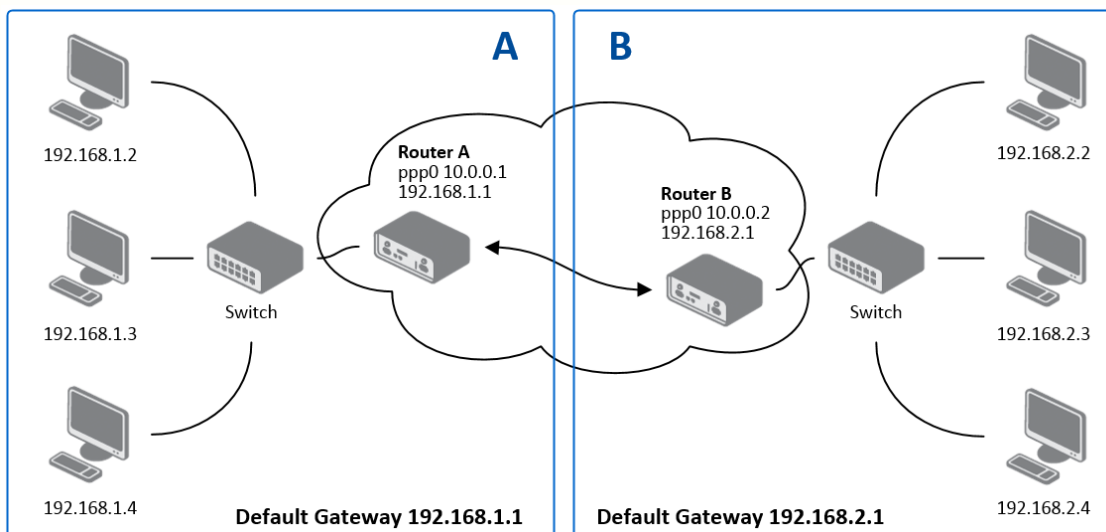 A
B
192.168.1.2
192.168.2.2
Router A
ppp0 10.0.0.1
192.168.1.1
Router B
ppp0 10.0.0.2
192.168.2.1
Switch
Switch
192.168.1.3
192.168.2.3
192.168.1.4
Default Gateway 192.168.1.1
Default Gateway 192.168.2.1
192.168.2.4